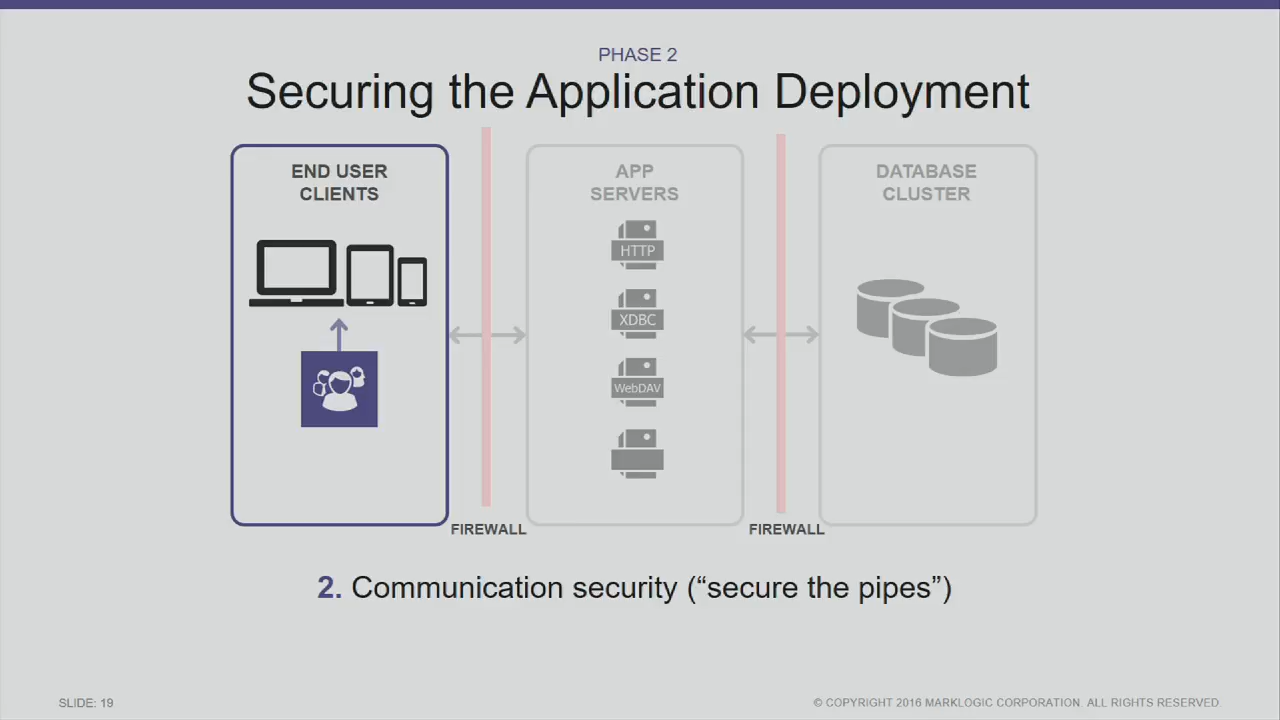 PHASE 2
Securing the Application Deployment
END USER
CLIENTS
APP
SERVERS
HTTP
XDBC
WebDAV
DATABASE
CLUSTER
FIREWALL
FIREWALL
2. Communication security (“secure the pipes”)
SLIDE: 19
© COPYRIGHT 2016 MARKLOGIC CORPORATION. ALL RIGHTS RESERVED.